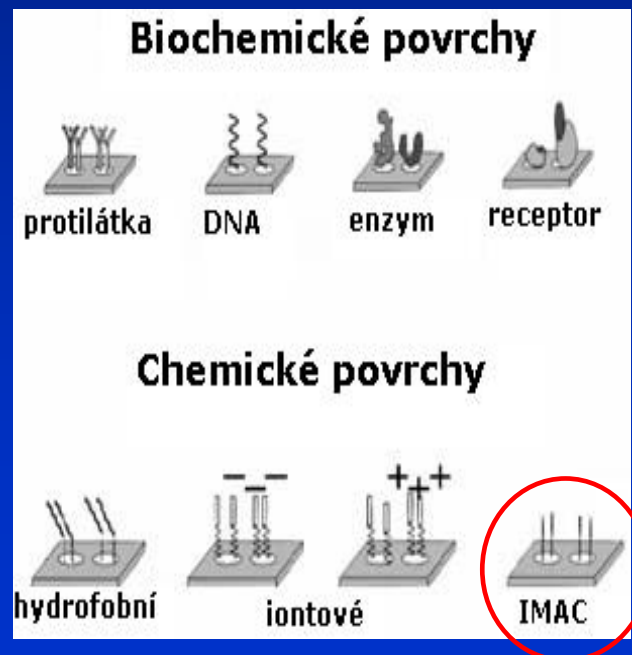 Biochemické povrchy
protilátka DNA enzym receptor
Chemické povrchy
− − − + + +
hydrofobní iontové IMAC